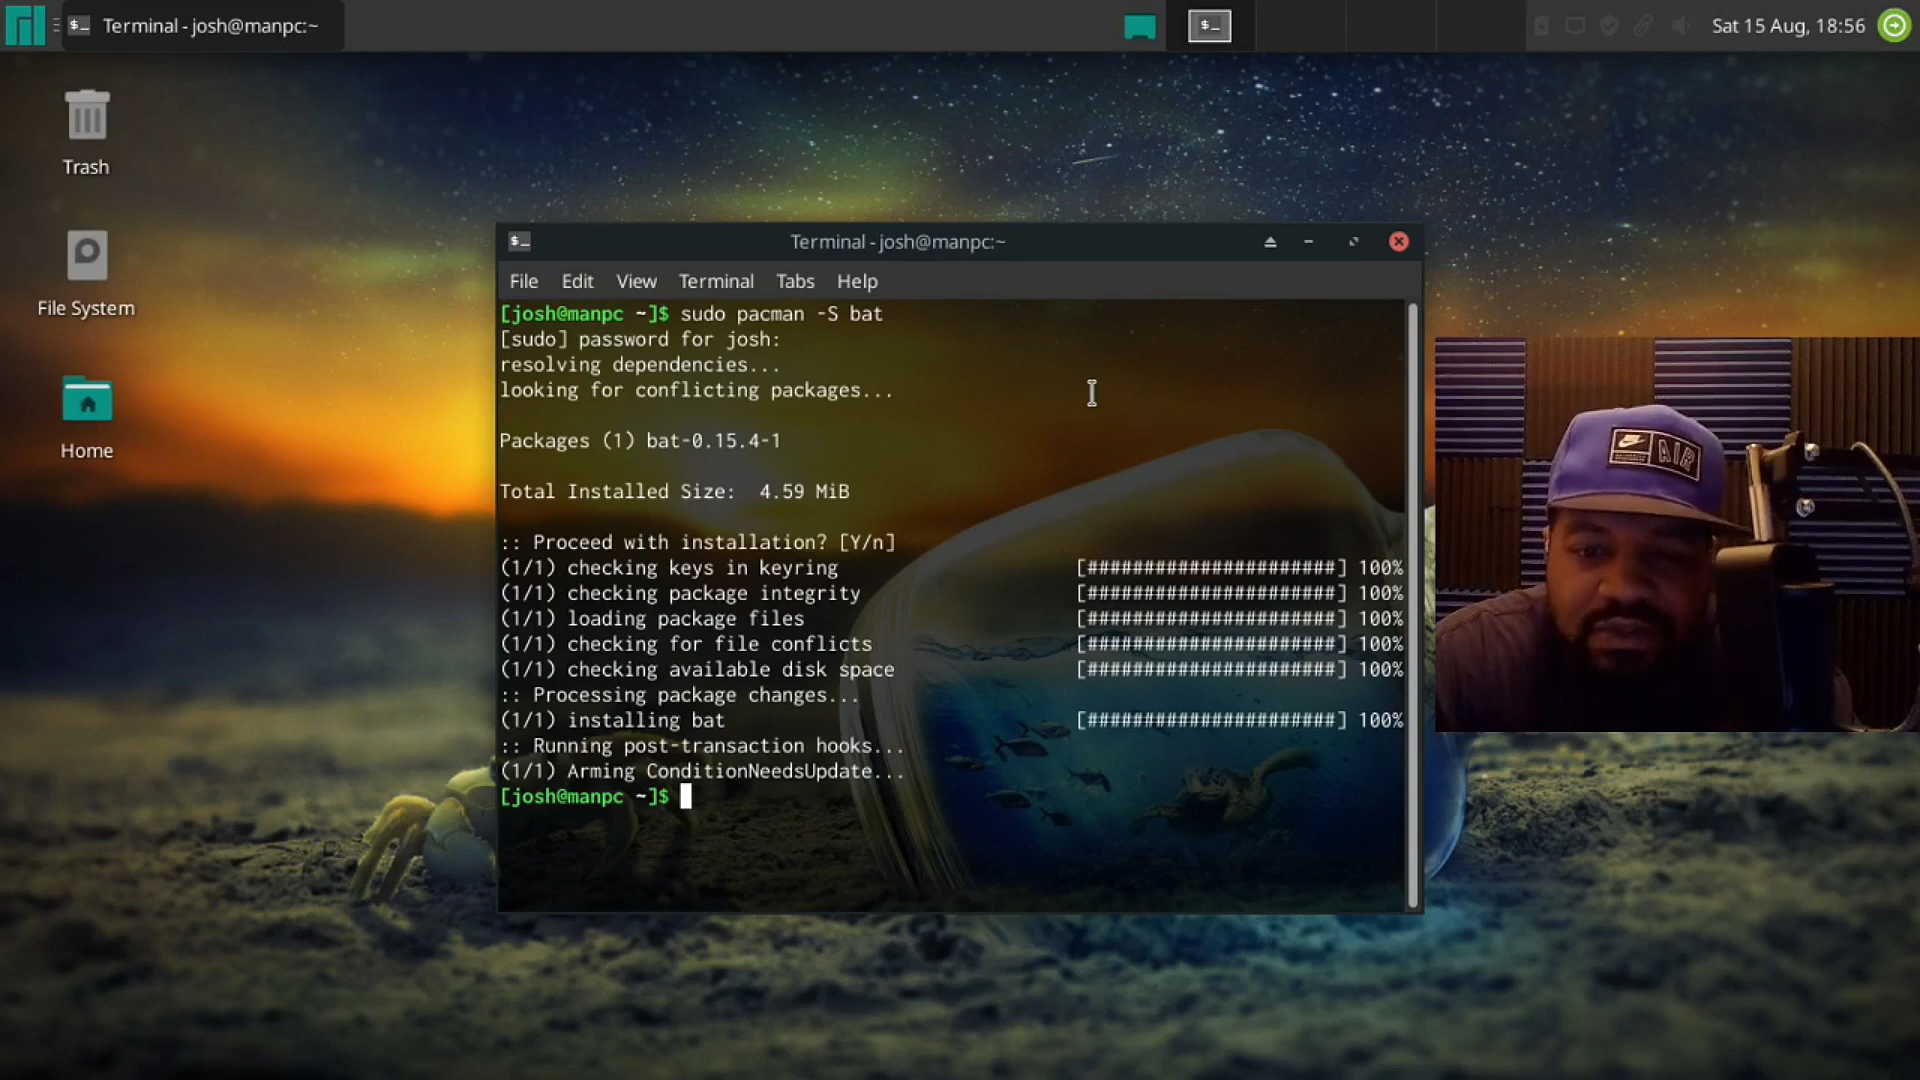 Terminal - josh@manpc:~
Sat 15 Aug, 18:56
Trash
File System
Home
Terminal - josh@manpc:~
File Edit View Terminal Tabs Help
[josh@manpc ~]$ sudo pacman -S bat
[sudo] password for josh:
resolving dependencies...
looking for conflicting packages...
Packages (1) bat-0.15.4-1
Total Installed Size:  4.59 MiB
:: Proceed with installation? [Y/n]
(1/1) checking keys in keyring [######################] 100%
(1/1) checking package integrity [######################] 100%
(1/1) loading package files [######################] 100%
(1/1) checking for file conflicts [######################] 100%
(1/1) checking available disk space [######################] 100%
:: Processing package changes...
(1/1) installing bat [######################] 100%
:: Running post-transaction hooks...
(1/1) Arming ConditionNeedsUpdate...
[josh@manpc ~]$
AIR